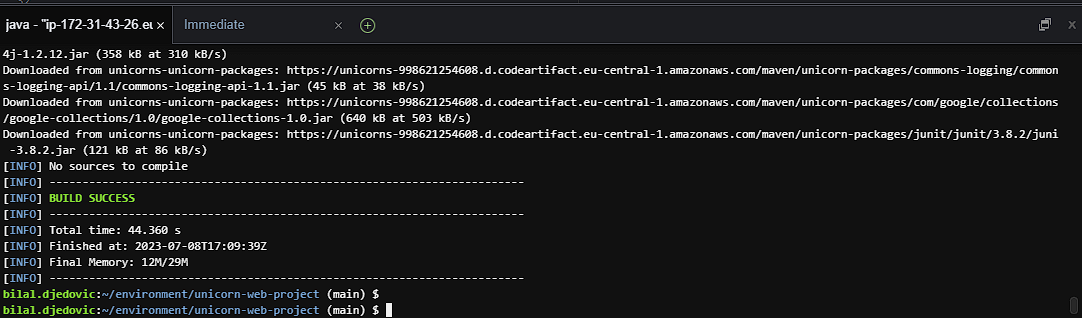 java - "ip-172-31-43-26.eu × Immediate ×
4j-1.2.12.jar (358 kB at 310 kB/s)
Downloaded from unicorns-unicorn-packages: https://unicorns-998621254608.d.codeartifact.eu-central-1.amazonaws.com/maven/unicorn-packages/commons-logging/common
s-logging-api/1.1/commons-logging-api-1.1.jar (45 kB at 38 kB/s)
Downloaded from unicorns-unicorn-packages: https://unicorns-998621254608.d.codeartifact.eu-central-1.amazonaws.com/maven/unicorn-packages/com/google/collections
/google-collections/1.0/google-collections-1.0.jar (640 kB at 503 kB/s)
Downloaded from unicorns-unicorn-packages: https://unicorns-998621254608.d.codeartifact.eu-central-1.amazonaws.com/maven/unicorn-packages/junit/junit/3.8.2/juni
-3.8.2.jar (121 kB at 86 kB/s)
[INFO] No sources to compile
[INFO] ------------------------------------------------------------------------
[INFO] BUILD SUCCESS
[INFO] ------------------------------------------------------------------------
[INFO] Total time: 44.360 s
[INFO] Finished at: 2023-07-08T17:09:39Z
[INFO] Final Memory: 12M/29M
[INFO] ------------------------------------------------------------------------
bilal.djedovic:~/environment/unicorn-web-project (main) $
bilal.djedovic:~/environment/unicorn-web-project (main) $